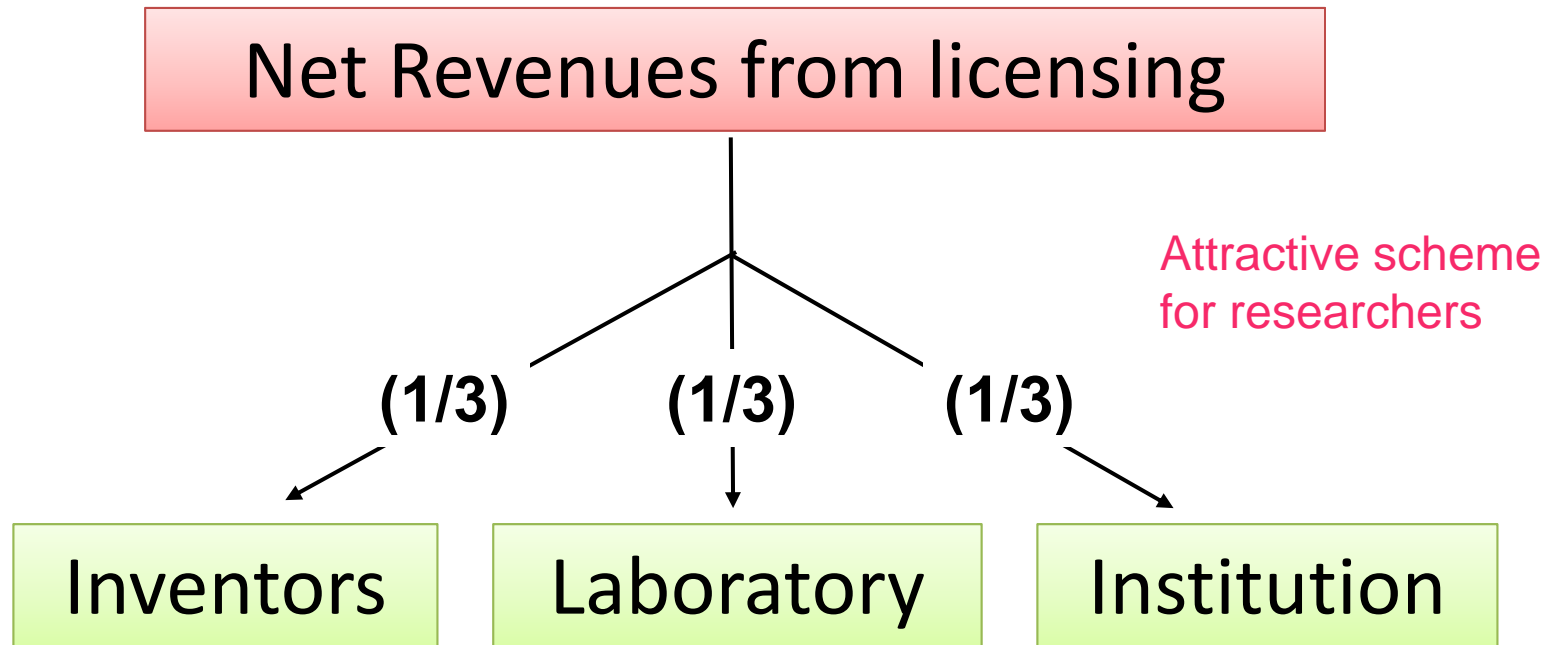 Net Revenues from licensing
Attractive scheme
for researchers
(1/3) (1/3) (1/3)
Inventors Laboratory Institution